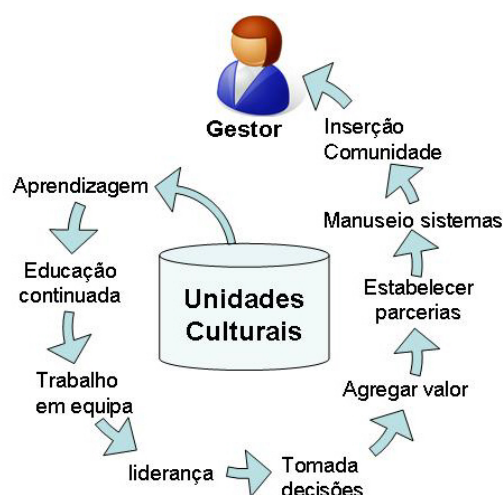 Gestor
Inserção
Comunidade
Aprendizagem
Manuseio sistemas
Educação
continuada
Unidades
Culturais
Estabelecer
parcerias
Trabalho
em equipa
Agregar valor
liderança
Tomada
decisões